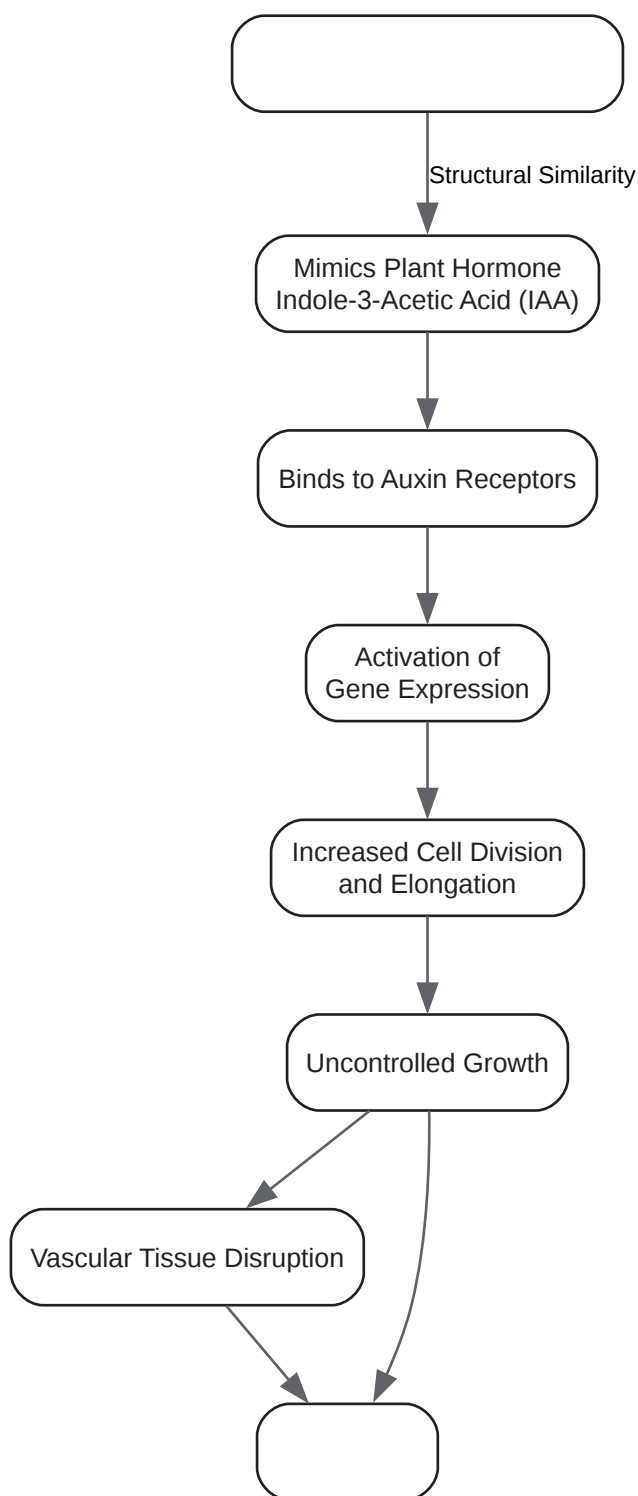 Structural Similarity
Mimics Plant Hormone
Indole-3-Acetic Acid (IAA)
Binds to Auxin Receptors
Activation of
Gene Expression
Increased Cell Division
and Elongation
Uncontrolled Growth
Vascular Tissue Disruption